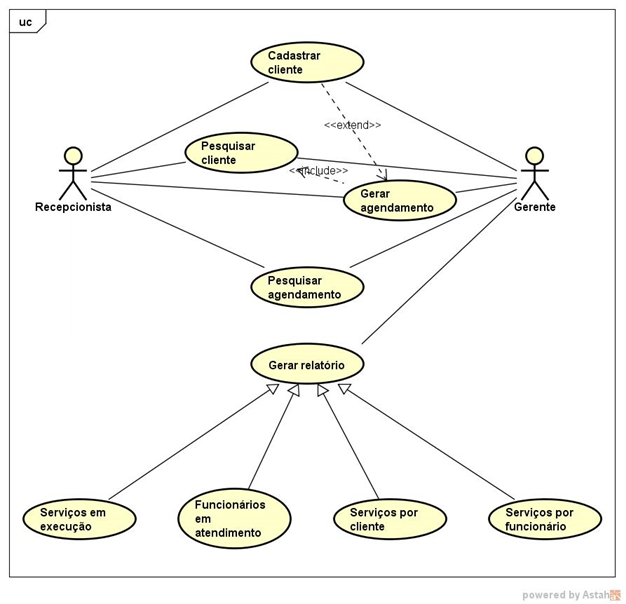 uc
Cadastrar
cliente
<<extend>>
Pesquisar
cliente
<<include>>
Gerar
agendamento
Recepcionista
Gerente
Pesquisar
agendamento
Gerar relatório
Serviços em
execução
Funcionários
em
atendimento
Serviços por
cliente
Serviços por
funcionário
powered by Astah